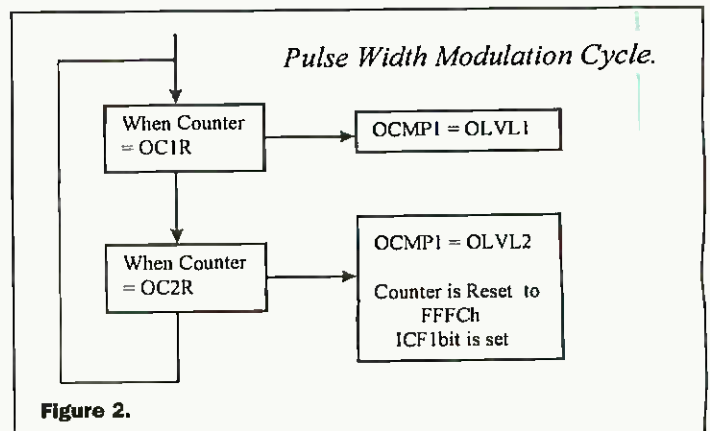 Pulse Width Modulation Cycle.
When Counter
= OC1R
OCMP1 = OLVL1
When Counter
= OC2R
OCMP1 = OLVL2
Counter is Reset to
FFFCh
ICF1bit is set
Figure 2.